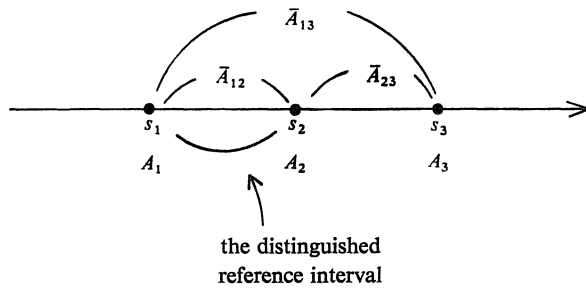 Ā₁₃
Ā₁₂ Ā₂₃
s₁ s₂ s₃
A₁ A₂ A₃
the distinguished
reference interval